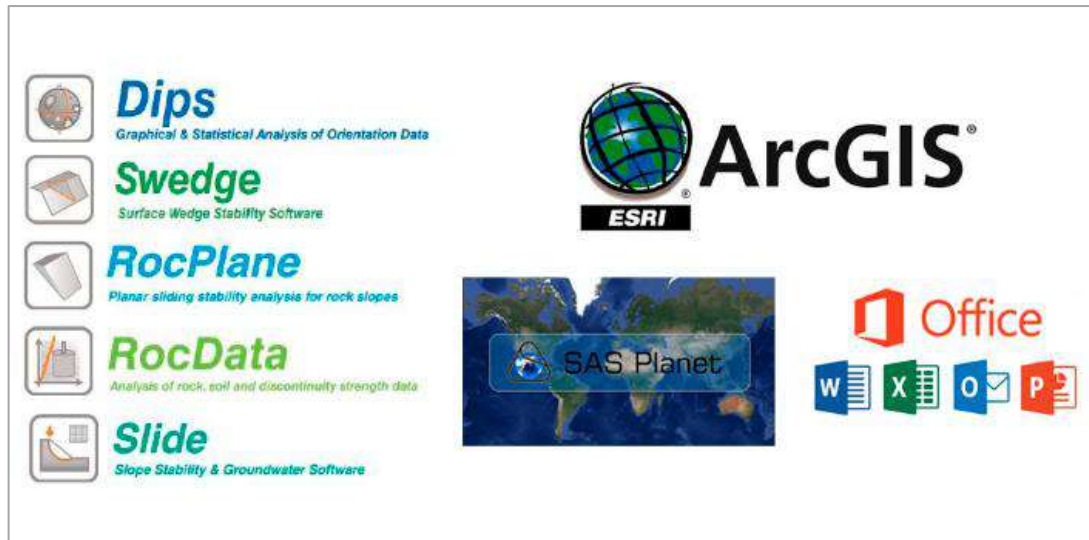 Dips
Graphical & Statistical Analysis of Orientation Data
Swedge
Surface Wedge Stability Software
RocPlane
Planar sliding stability analysis for rock slopes
RocData
Analysis of rock, soil and discontinuity strength data
Slide
Slope Stability & Groundwater Software
ArcGIS®
®
ESRI
SAS Planet
Office
W X O P